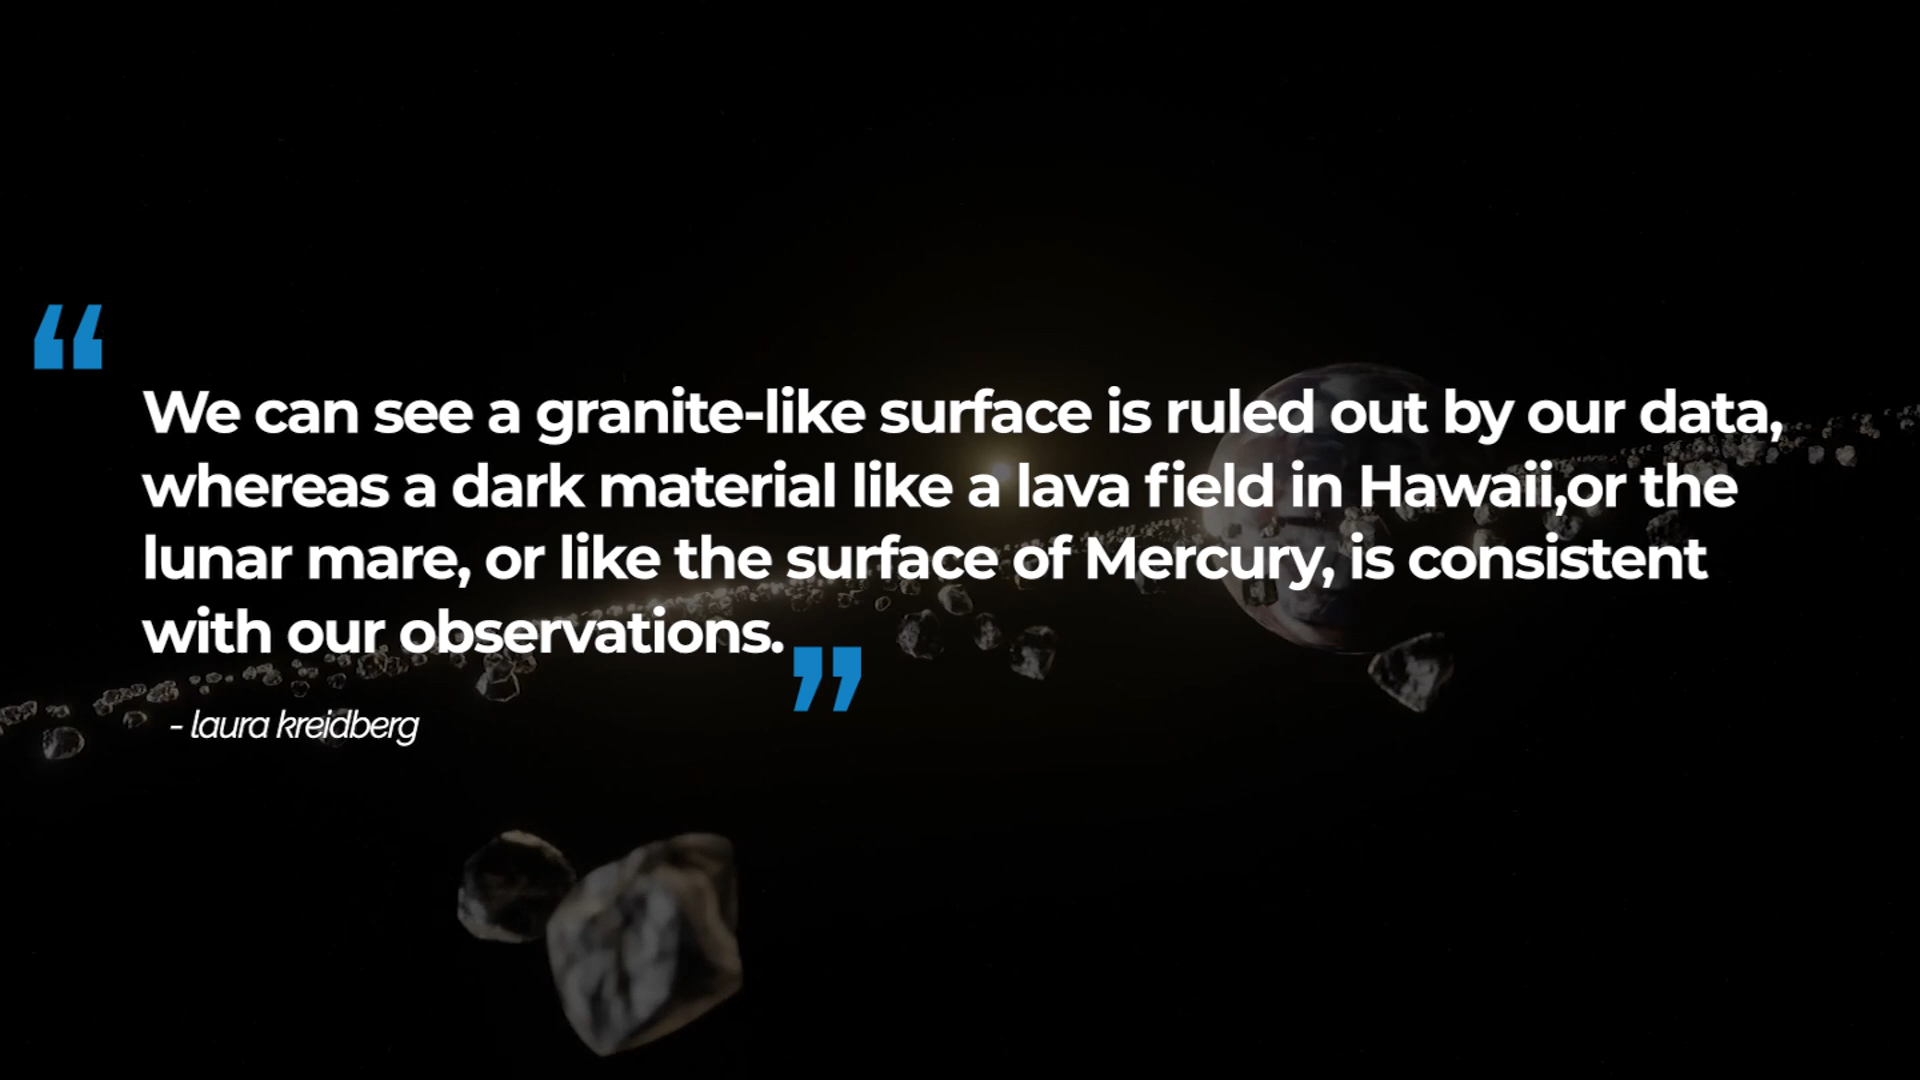 “
We can see a granite-like surface is ruled out by our data,
whereas a dark material like a lava field in Hawaii,or the
lunar mare, or like the surface of Mercury, is consistent
with our observations.”
- laura kreidberg